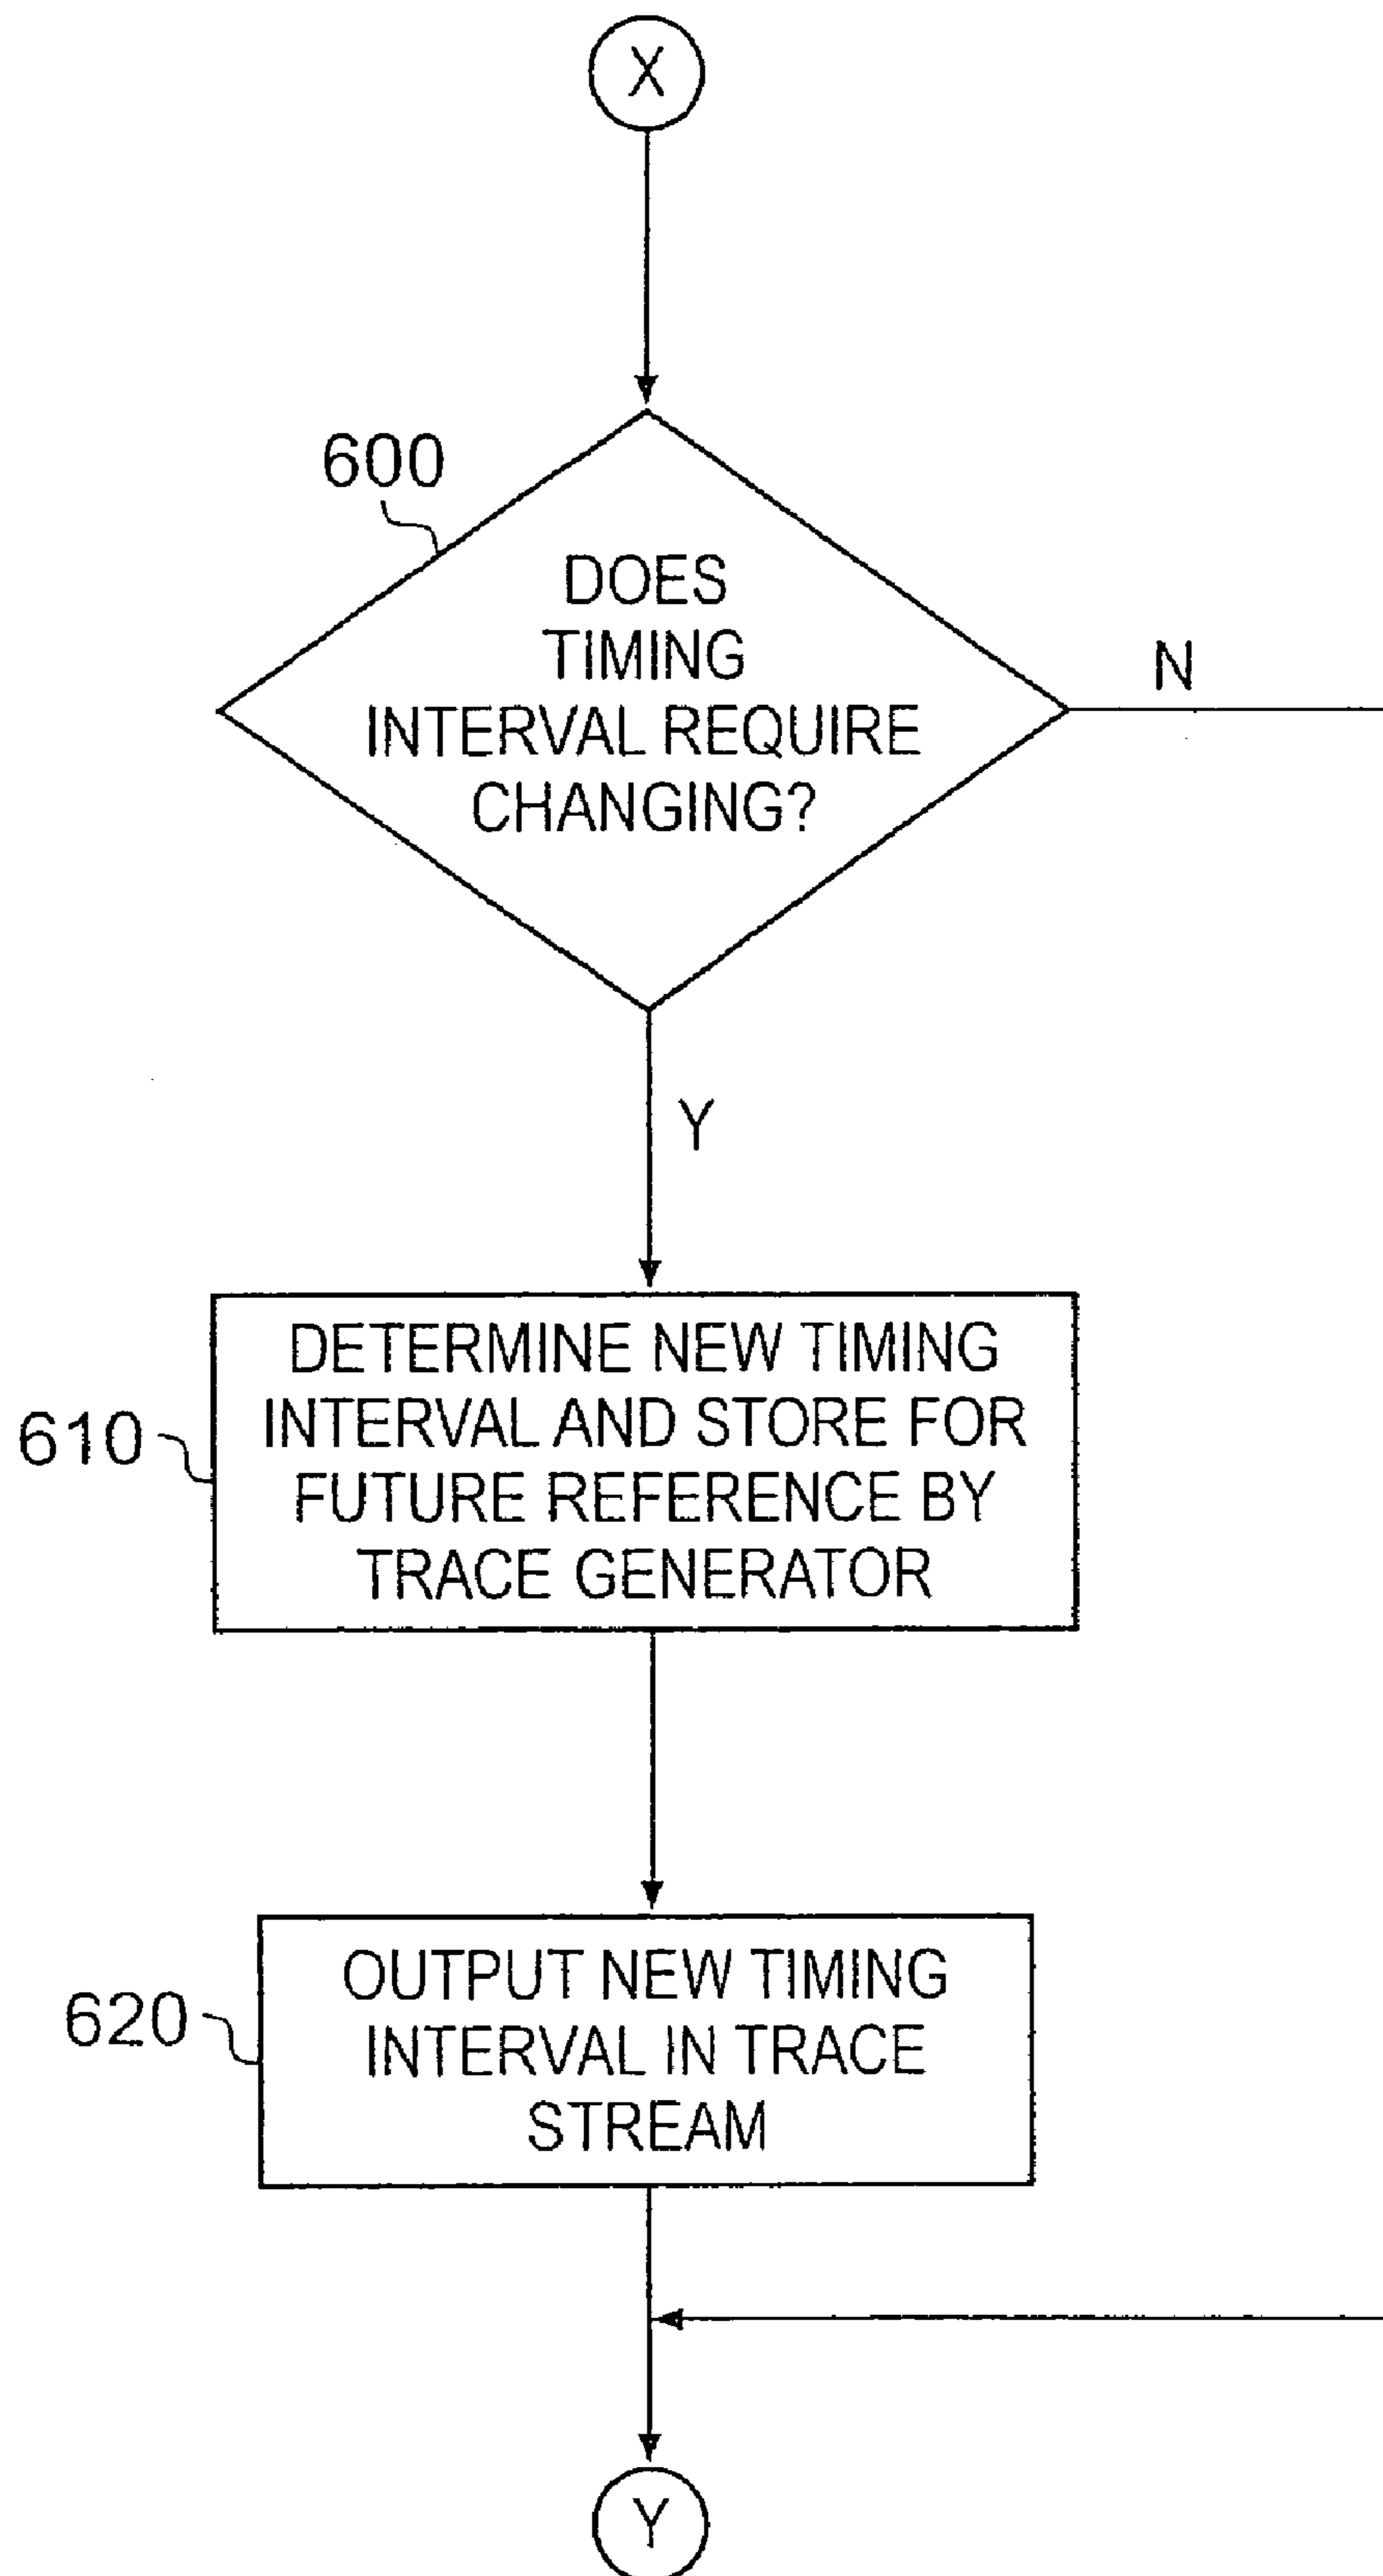 X
600
DOES
TIMING
INTERVAL REQUIRE
CHANGING?
N
Y
610
DETERMINE NEW TIMING
INTERVAL AND STORE FOR
FUTURE REFERENCE BY
TRACE GENERATOR
620
OUTPUT NEW TIMING
INTERVAL IN TRACE
STREAM
Y